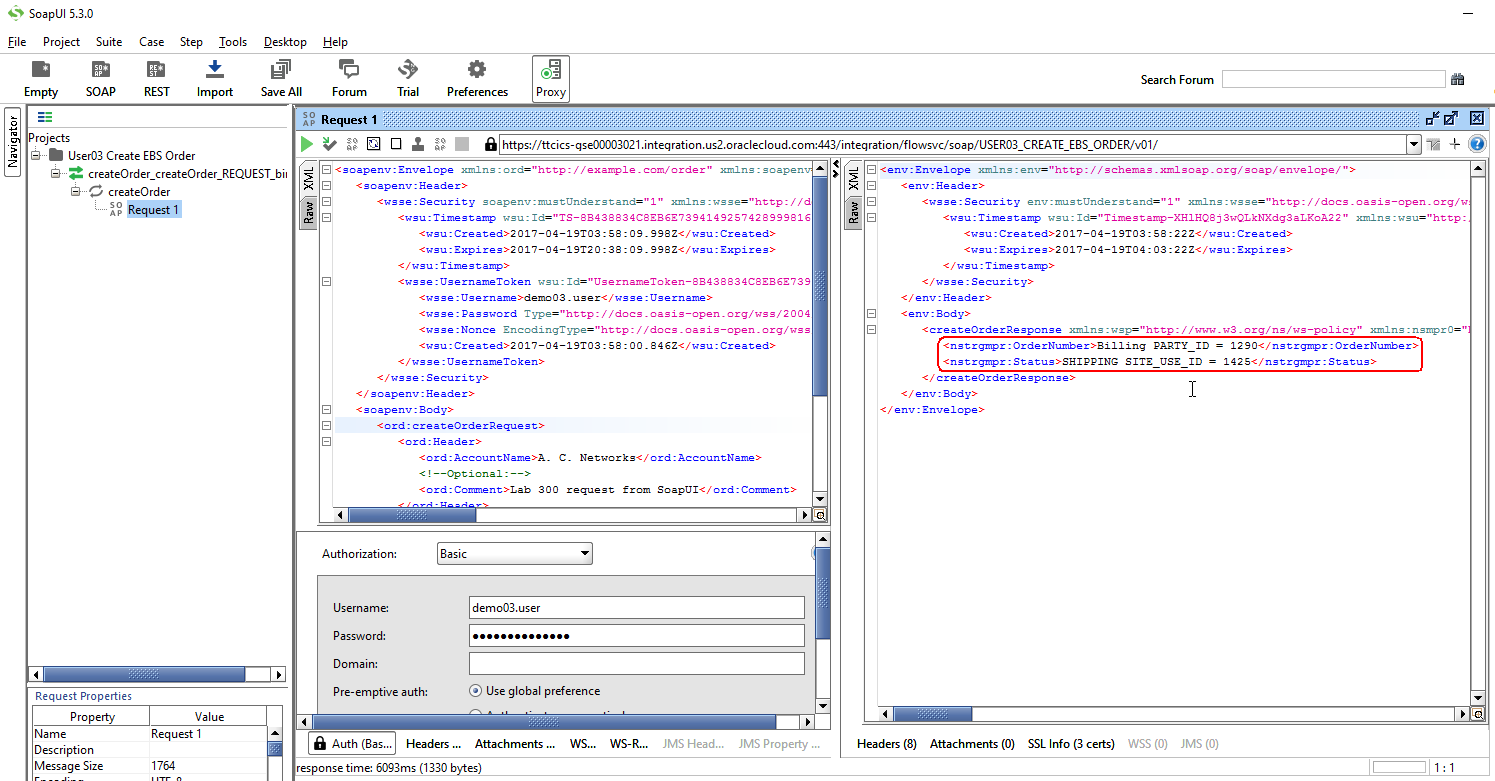 SoapUI 5.3.0
File Project Suite Case Step Tools Desktop Help
Empty SOAP REST Import Save All Forum Trial Preferences Proxy
Search Forum
Navigator
Projects
User03 Create EBS Order
createOrder_createOrder_REQUEST_bin
createOrder
Request 1
Request Properties
Property Value
Name Request 1
Description
Message Size 1764
Encoding UTF-8
Request 1
https://ttcics-gse00003021.integration.us2.oraclecloud.com:443/integration/flowsvc/soap/USER03_CREATE_EBS_ORDER/v01/
XML
Raw
<soapenv:Envelope xmlns:ord="http://example.com/order" xmlns:soapenv
<soapenv:Header>
<wsse:Security soapenv:mustUnderstand="1" xmlns:wsse="http://d
<wsu:Timestamp wsu:Id="TS-8B438834C8EB6E7394149257428999816
<wsu:Created>2017-04-19T03:58:09.998Z</wsu:Created>
<wsu:Expires>2017-04-19T20:38:09.998Z</wsu:Expires>
</wsu:Timestamp>
<wsse:UsernameToken wsu:Id="UsernameToken-8B438834C8EB6E739
<wsse:Username>demo03.user</wsse:Username>
<wsse:Password Type="http://docs.oasis-open.org/wss/2004
<wsse:Nonce EncodingType="http://docs.oasis-open.org/wss
<wsu:Created>2017-04-19T03:58:00.846Z</wsu:Created>
</wsse:UsernameToken>
</wsse:Security>
</soapenv:Header>
<soapenv:Body>
<ord:createOrderRequest>
<ord:Header>
<ord:AccountName>A. C. Networks</ord:AccountName>
<!--Optional:-->
<ord:Comment>Lab 300 request from SoapUI</ord:Comment>
</ord:Header>
Authorization: Basic
Username: demo03.user
Password: ••••••••••••••
Domain:
Pre-emptive auth: Use global preference
Auth (Bas... Headers ... Attachments ... WS... WS-R... JMS Head... JMS Property ...
response time: 6093ms (1330 bytes)
XML
Raw
<env:Envelope xmlns:env="http://schemas.xmlsoap.org/soap/envelope/">
<env:Header>
<wsse:Security env:mustUnderstand="1" xmlns:wsse="http://docs.oasis-open.org/ws
<wsu:Timestamp wsu:Id="Timestamp-XHlHQ8j3wQLkNXdg3aLKoA22" xmlns:wsu="http:
<wsu:Created>2017-04-19T03:58:22Z</wsu:Created>
<wsu:Expires>2017-04-19T04:03:22Z</wsu:Expires>
</wsu:Timestamp>
</wsse:Security>
</env:Header>
<env:Body>
<createOrderResponse xmlns:wsp="http://www.w3.org/ns/ws-policy" xmlns:nsmpr0="
<nstrgmpr:OrderNumber>Billing PARTY_ID = 1290</nstrgmpr:OrderNumber>
<nstrgmpr:Status>SHIPPING SITE_USE_ID = 1425</nstrgmpr:Status>
</createOrderResponse>
</env:Body>
</env:Envelope>
Headers (8) Attachments (0) SSL Info (3 certs) WSS (0) JMS (0)
1 : 1